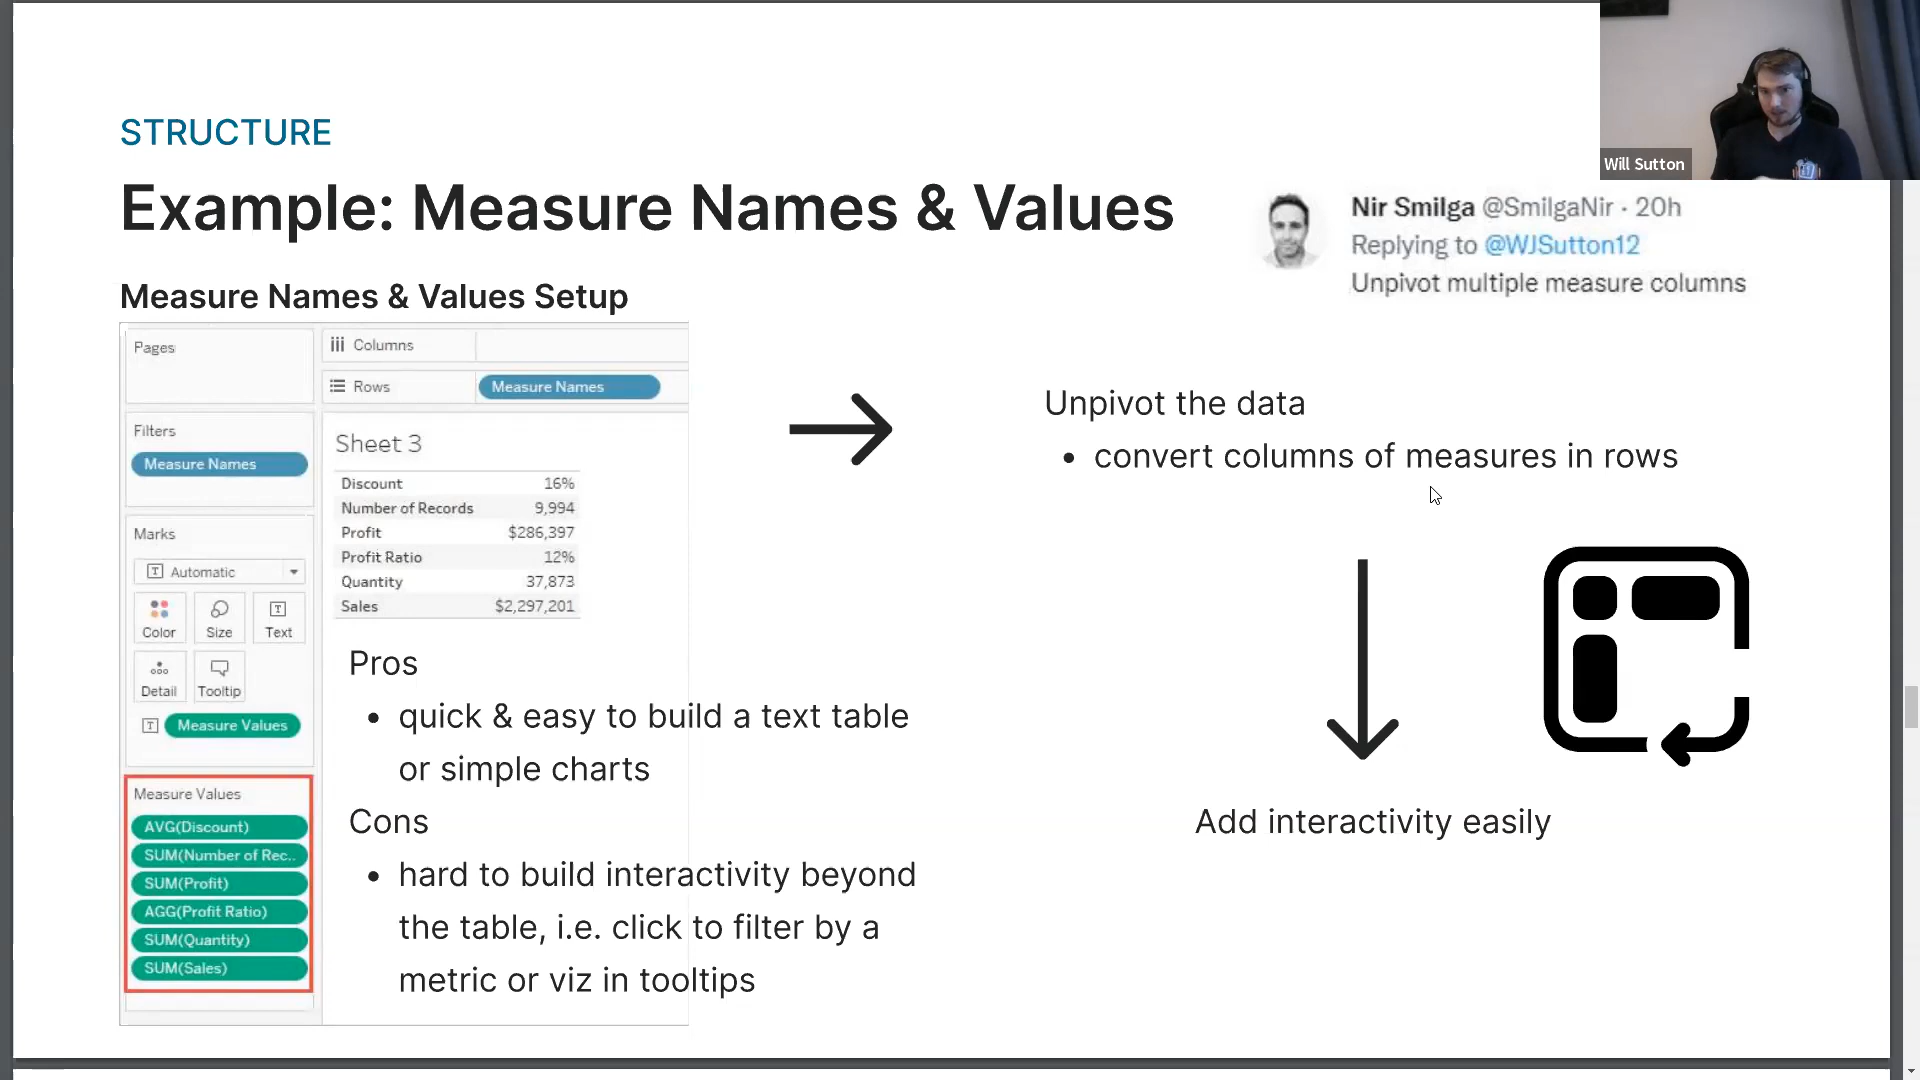 Will Sutton
STRUCTURE
Example: Measure Names & Values
Nir Smilga @SmilgaNir · 20h
Replying to @WJSutton12
Unpivot multiple measure columns
Measure Names & Values Setup
Pages
Columns
Rows
Measure Names
Filters
Measure Names
Marks
Automatic
Color
Size
Text
Detail
Tooltip
Measure Values
Measure Values
AVG(Discount)
SUM(Number of Rec..
SUM(Profit)
AGG(Profit Ratio)
SUM(Quantity)
SUM(Sales)
Sheet 3
Discount 16%
Number of Records 9,994
Profit $286,397
Profit Ratio 12%
Quantity 37,873
Sales $2,297,201
Pros
• quick & easy to build a text table
or simple charts
Cons
• hard to build interactivity beyond
the table, i.e. click to filter by a
metric or viz in tooltips
Unpivot the data
• convert columns of measures in rows
Add interactivity easily